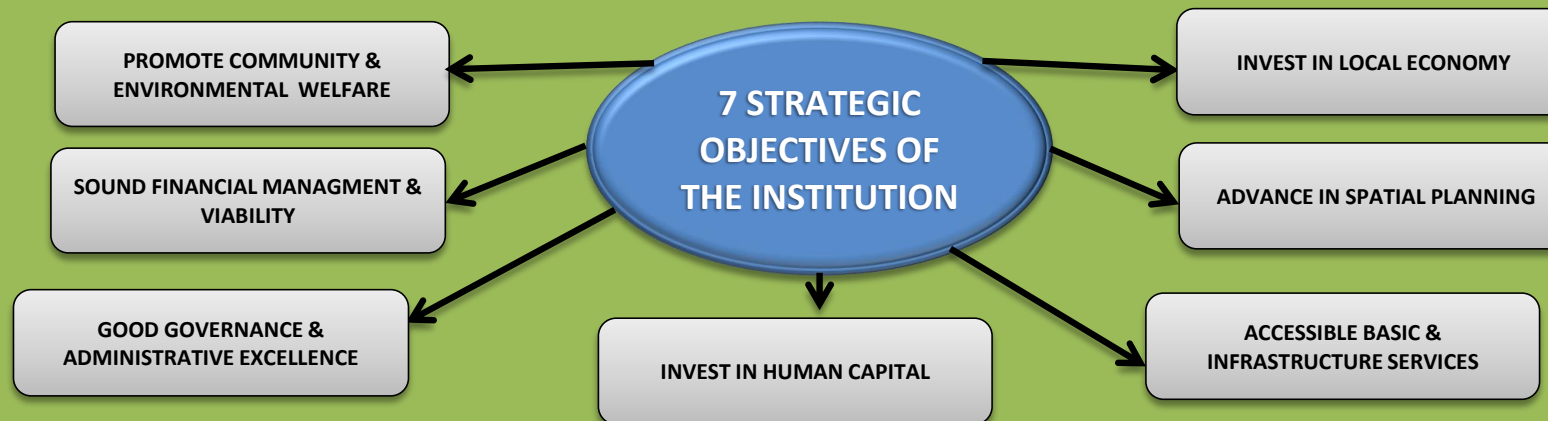 7 STRATEGIC
OBJECTIVES OF
THE INSTITUTION
PROMOTE COMMUNITY &
ENVIRONMENTAL WELFARE
SOUND FINANCIAL MANAGMENT &
VIABILITY
GOOD GOVERNANCE &
ADMINISTRATIVE EXCELLENCE
INVEST IN HUMAN CAPITAL
INVEST IN LOCAL ECONOMY
ADVANCE IN SPATIAL PLANNING
ACCESSIBLE BASIC &
INFRASTRUCTURE SERVICES